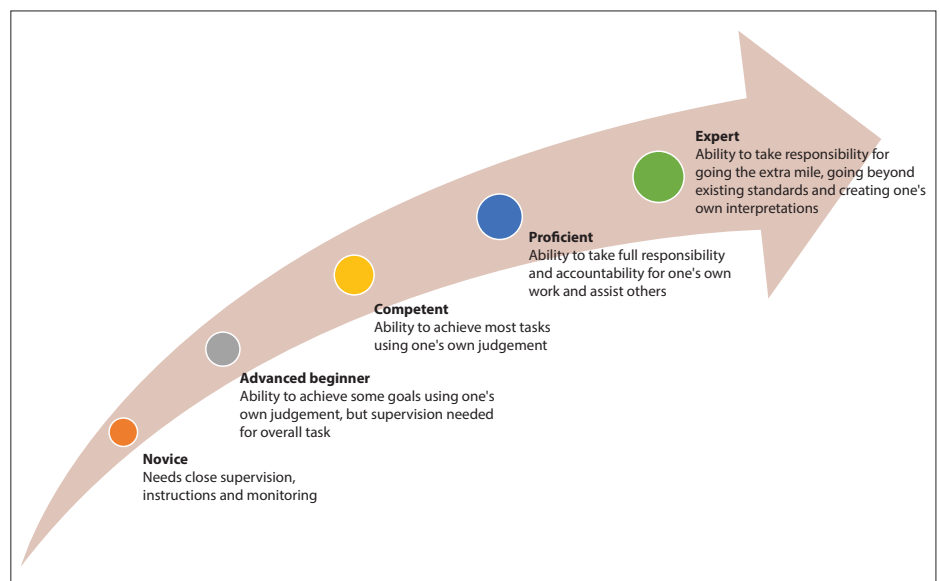 Expert
Ability to take responsibility for
going the extra mile, going beyond
existing standards and creating one's
own interpretations
Proficient
Ability to take full responsibility
and accountability for one's own
work and assist others
Competent
Ability to achieve most tasks
using one's own judgement
Advanced beginner
Ability to achieve some goals using one's
own judgement, but supervision needed
for overall task
Novice
Needs close supervision,
instructions and monitoring